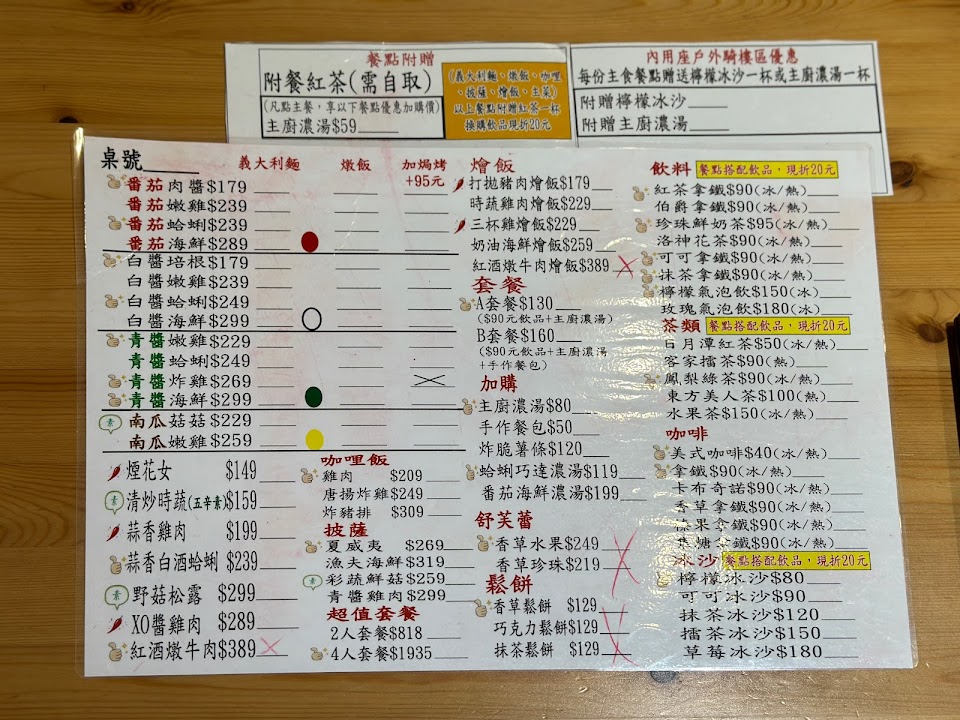 餐點附贈
附餐紅茶(需自取)
(凡點主餐，享以下餐點優惠加購價)
主廚濃湯$59
(義大利麵、燉飯、咖哩
、披薩、燴飯、主菜)
以上餐點附贈紅茶一杯
換購飲品現折20元
內用座戶外騎樓區優惠
每份主食餐點贈送檸檬冰沙一杯或主廚濃湯一杯
附贈檸檬冰沙
附贈主廚濃湯
桌號
義大利麵 燉飯 加焗烤
+95元
番茄肉醬$179
番茄嫩雞$239
番茄蛤蜊$239
番茄海鮮$289
白醬培根$179
白醬嫩雞$239
白醬蛤蜊$249
白醬海鮮$299
青醬嫩雞$229
青醬蛤蜊$249
青醬炸雞$269
青醬海鮮$299
素 南瓜菇菇$229
南瓜嫩雞$259
煙花女 $149
素 清炒時蔬(五辛素)$159
蒜香雞肉 $199
蒜香白酒蛤蜊 $239
素 野菇松露 $299
XO醬雞肉 $289
紅酒燉牛肉$389
咖哩飯
雞肉 $209
唐揚炸雞$249
炸豬排 $309
披薩
夏威夷 $269
漁夫海鮮$319
素 彩蔬鮮菇$259
青醬雞肉$299
超值套餐
2人套餐$818
4人套餐$1935
燴飯
打拋豬肉燴飯$179
時蔬雞肉燴飯$229
三杯雞燴飯$229
奶油海鮮燴飯$259
紅酒燉牛肉燴飯$389
套餐
A套餐$130
($90元飲品+主廚濃湯)
B套餐$160
($90元飲品+主廚濃湯
+手作餐包)
加購
主廚濃湯$80
手作餐包$50
炸脆薯條$120
蛤蜊巧達濃湯$119
番茄海鮮濃湯$199
舒芙蕾
香草水果$249
香草珍珠$219
鬆餅
香草鬆餅 $129
巧克力鬆餅$129
抹茶鬆餅 $129
飲料 餐點搭配飲品，現折20元
紅茶拿鐵$90(冰/熱)
伯爵拿鐵$90(冰/熱)
珍珠鮮奶茶$95(冰/熱)
洛神花茶$90(冰/熱)
可可拿鐵$90(冰/熱)
抹茶拿鐵$90(冰/熱)
檸檬氣泡飲$150(冰)
玫瑰氣泡飲$180(冰)
茶類 餐點搭配飲品，現折20元
日月潭紅茶$50(冰/熱)
客家擂茶$90(熱)
鳳梨綠茶$90(冰/熱)
東方美人茶$100(熱)
水果茶$150(冰/熱)
咖啡
美式咖啡$40(冰/熱)
拿鐵$90(冰/熱)
卡布奇諾$90(冰/熱)
香草拿鐵$90(冰/熱)
榛果拿鐵$90(冰/熱)
焦糖拿鐵$90(冰/熱)
冰沙 餐點搭配飲品，現折20元
檸檬冰沙$80
可可冰沙$90
抹茶冰沙$120
擂茶冰沙$150
草莓冰沙$180